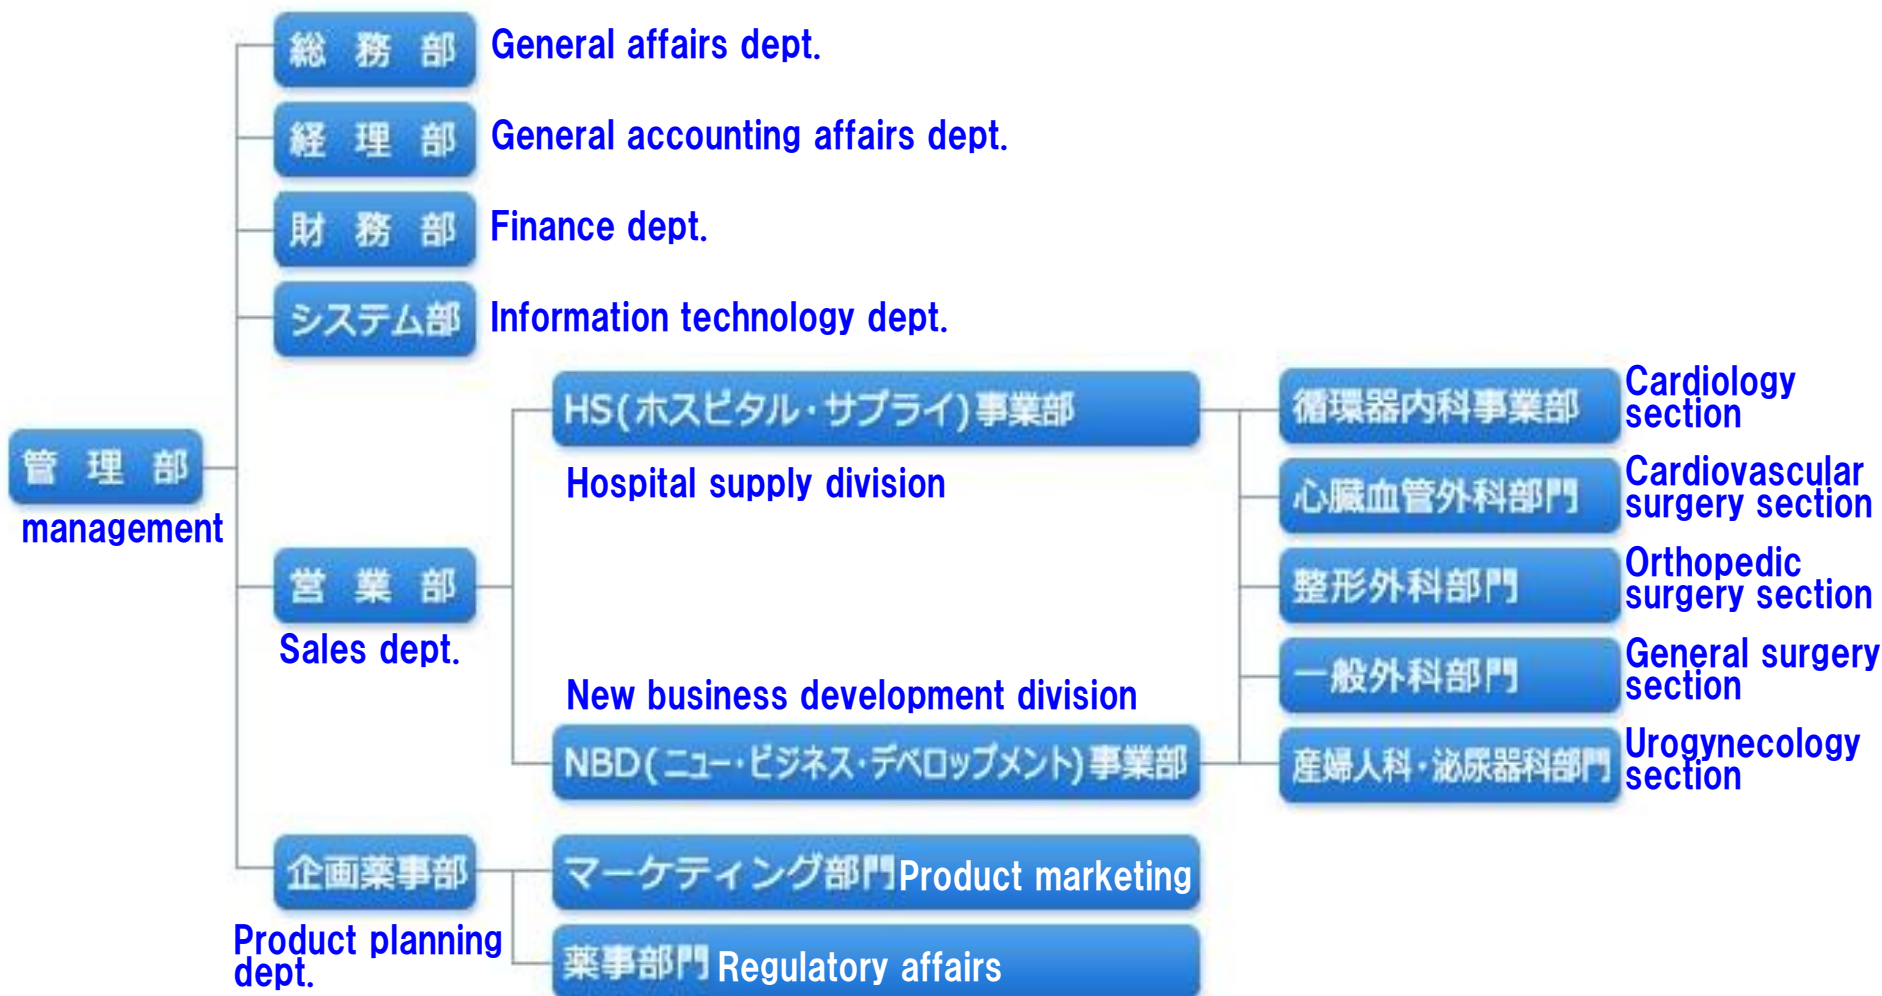 総務部 General affairs dept.
経理部 General accounting affairs dept.
財務部 Finance dept.
システム部 Information technology dept.
管理部
management
営業部
Sales dept.
HS(ホスピタル・サプライ)事業部
Hospital supply division
New business development division
NBD(ニュー・ビジネス・デベロップメント)事業部
循環器内科事業部
Cardiology
section
心臓血管外科部門
Cardiovascular
surgery section
整形外科部門
Orthopedic
surgery section
一般外科部門
General surgery
section
産婦人科・泌尿器科部門
Urogynecology
section
企画薬事部
Product planning
dept.
マーケティング部門 Product marketing
薬事部門 Regulatory affairs